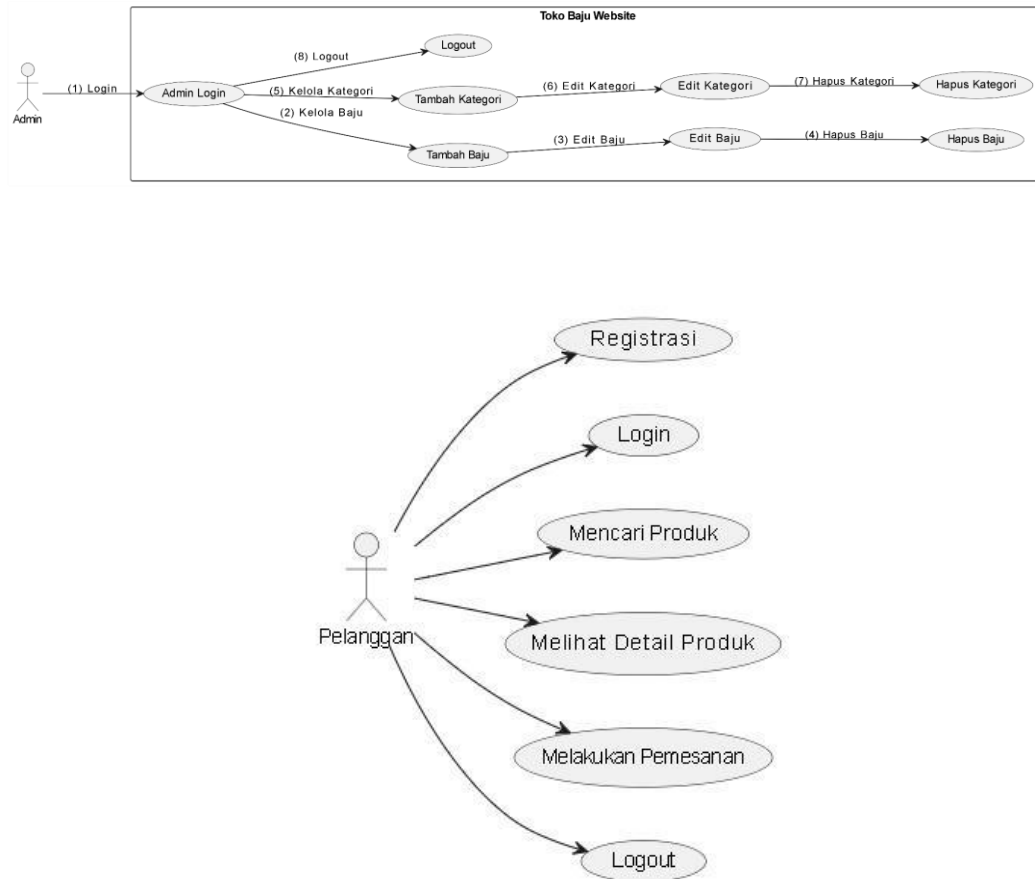 Toko Baju Website
(8) Logout
Logout
(1) Login
Admin
Admin Login
(5) Kelola Kategori
Tambah Kategori
(6) Edit Kategori
Edit Kategori
(7) Hapus Kategori
Hapus Kategori
(2) Kelola Baju
Tambah Baju
(3) Edit Baju
Edit Baju
(4) Hapus Baju
Hapus Baju
Registrasi
Login
Mencari Produk
Pelanggan
Melihat Detail Produk
Melakukan Pemesanan
Logout